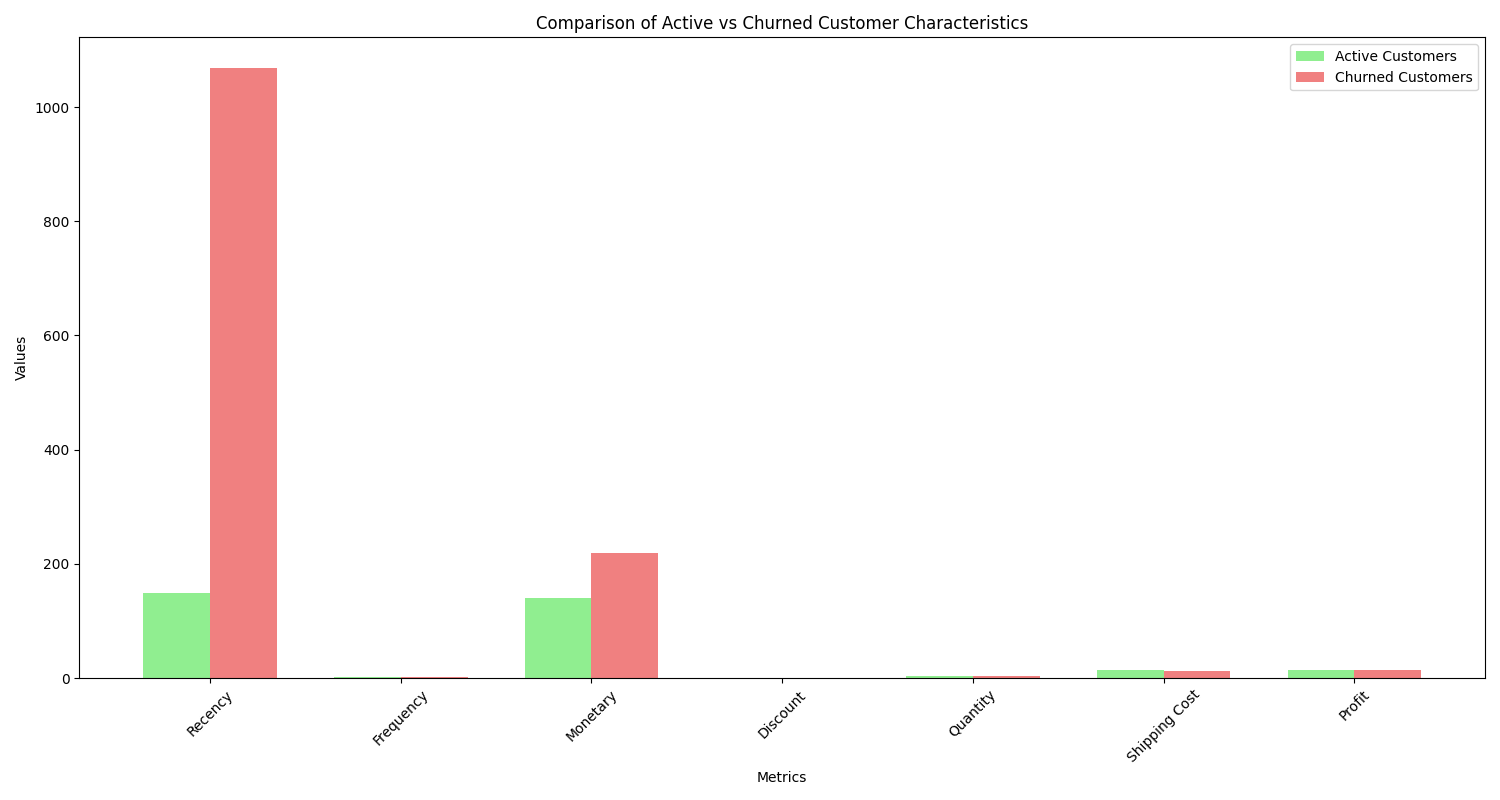 Comparison of Active vs Churned Customer Characteristics
Active Customers
Churned Customers
Values
1000
800
600
400
200
0
Recency
Frequency
Monetary
Discount
Quantity
Shipping Cost
Profit
Metrics